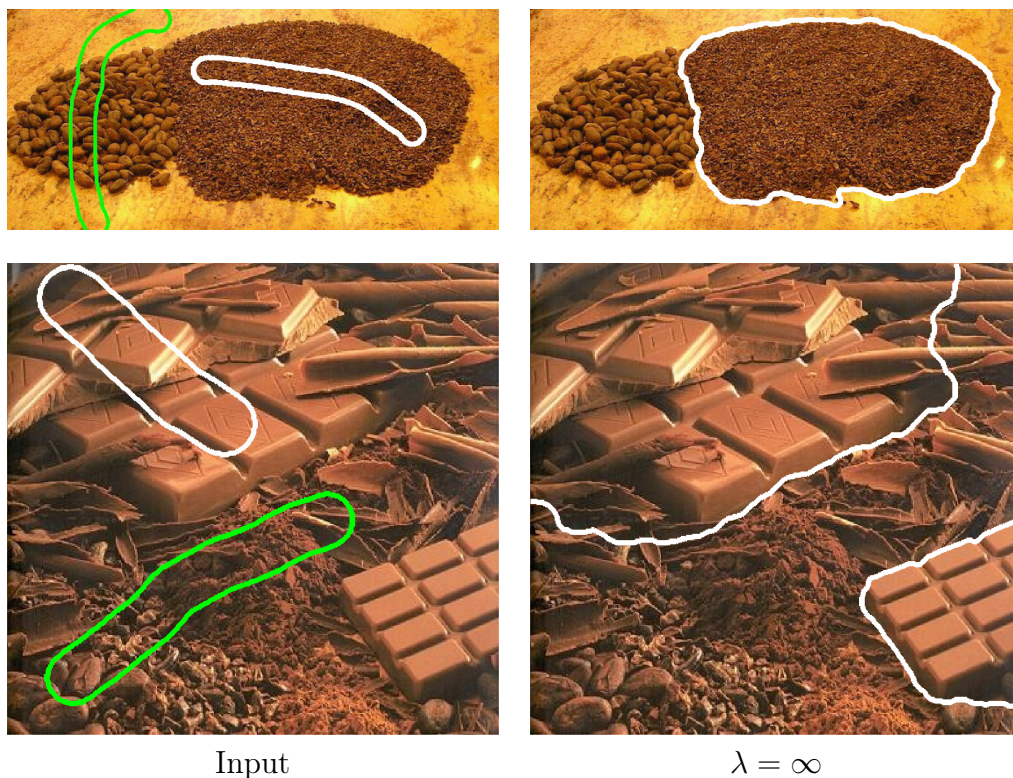 Input
λ = ∞